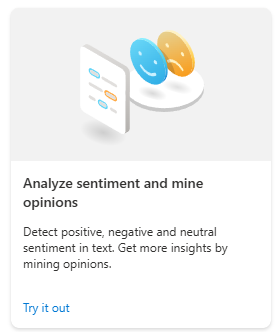 Analyze sentiment and mine
opinions
Detect positive, negative and neutral
sentiment in text. Get more insights by
mining opinions.
Try it out